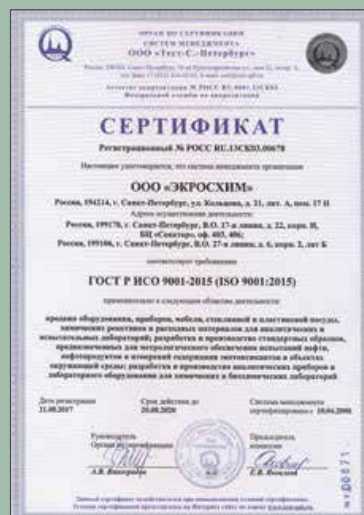 ОРГАН ПО СЕРТИФИКАЦИИ
СИСТЕМ МЕНЕДЖМЕНТА
ООО «Тест-С.-Петербург»
СЕРТИФИКАТ
Регистрационный № РОСС RU.13СК03.00678
Настоящим удостоверяется, что система менеджмента организации
ООО «ЭКРОСХИМ»
Россия, 194214, г. Санкт-Петербург, ул. Кольцова, д. 21, лит. А, пом. 17 Н
Адреса осуществления деятельности:
Россия, 199178, г. Санкт-Петербург, В.О. 17-я линия, д. 22, корп. И,
БЦ «Сенатор», оф. 403, 406;
Россия, 199106, г. Санкт-Петербург, В.О. 27-я линия, д. 6, корп. 2, лит Б
соответствует требованиям
ГОСТ Р ИСО 9001-2015 (ISO 9001:2015)
применительно к следующим областям деятельности:
продажа оборудования, приборов, мебели, стеклянной и пластиковой посуды,
химических реактивов и расходных материалов для аналитических и
испытательных лабораторий; разработка и производство стандартных образцов,
предназначенных для метрологического обеспечения испытаний нефти,
нефтепродуктов и измерений содержания экотоксикантов в объектах
окружающей среды; разработка и производство аналитических приборов и
лабораторного оборудования для химических и биохимических лабораторий
Дата регистрации
21.08.2017
Срок действия до
20.08.2020
Система менеджмента
сертифицирована с 10.04.2008
Руководитель
Органа по сертификации
Председатель
комиссии
А.В. Виноградов
Е.В. Яковлева
№ 00871